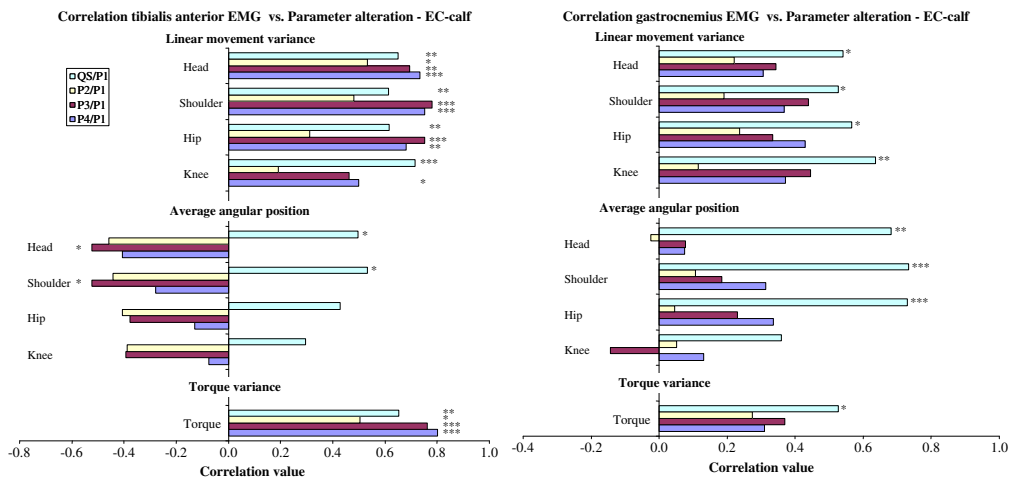 Correlation tibialis anterior EMG vs. Parameter alteration - EC-calf
Linear movement variance
QS/P1
P2/P1
P3/P1
P4/P1
Head
**
*
**
***
Shoulder
**
***
***
Hip
**
***
**
Knee
***
*
Average angular position
Head
*
*
Shoulder
*
*
Hip
Knee
Torque variance
Torque
**
*
***
***
-0.8 -0.6 -0.4 -0.2 0.0 0.2 0.4 0.6 0.8 1.0
Correlation value
Correlation gastrocnemius EMG vs. Parameter alteration - EC-calf
Linear movement variance
Head
*
Shoulder
*
Hip
*
Knee
**
Average angular position
Head
**
Shoulder
***
Hip
***
Knee
Torque variance
Torque
*
-0.4 -0.2 0.0 0.2 0.4 0.6 0.8 1.0
Correlation value